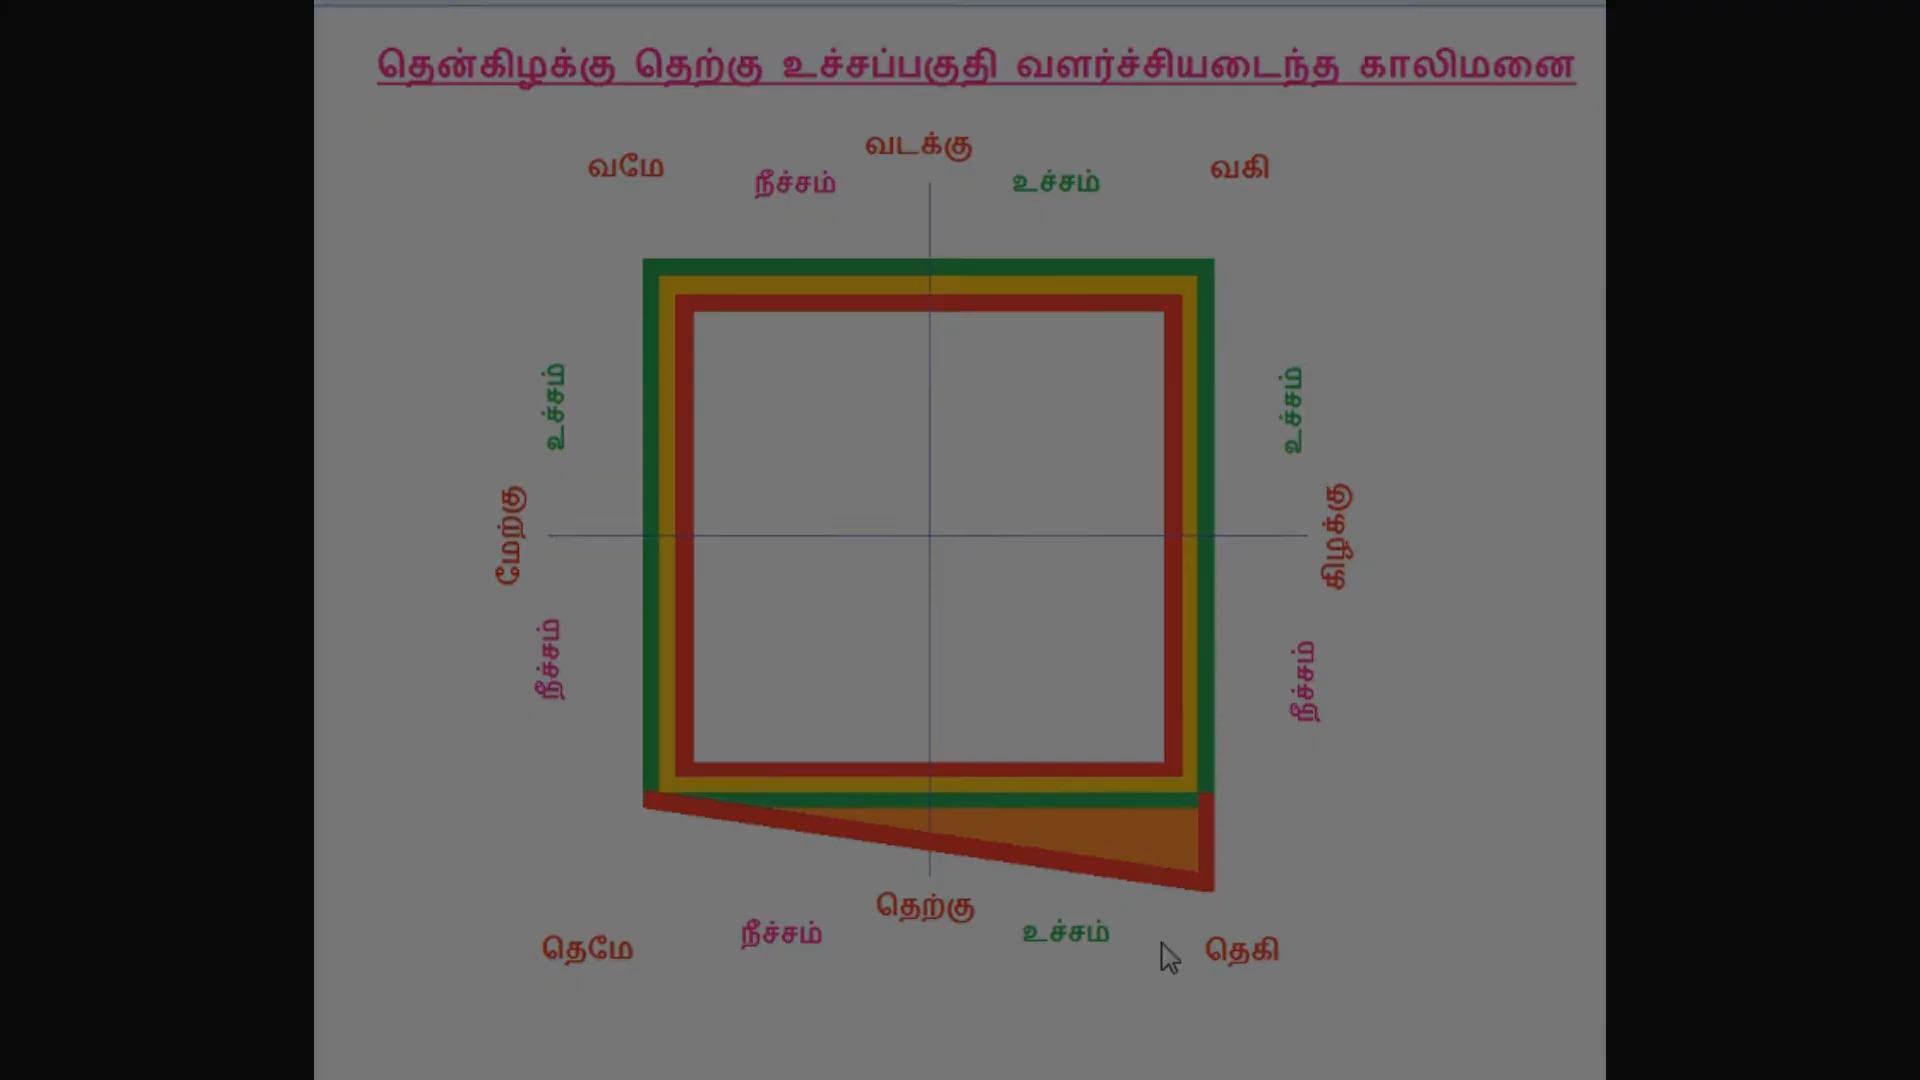 தென்கிழக்கு தெற்கு உச்சப்பகுதி வளர்ச்சியடைந்த காலிமனை
வடக்கு
வமே
நீச்சம்
உச்சம்
வகி
உச்சம்
உச்சம்
மேற்கு
கிழக்கு
நீச்சம்
நீச்சம்
தெற்கு
தெமே
நீச்சம்
உச்சம்
தெகி